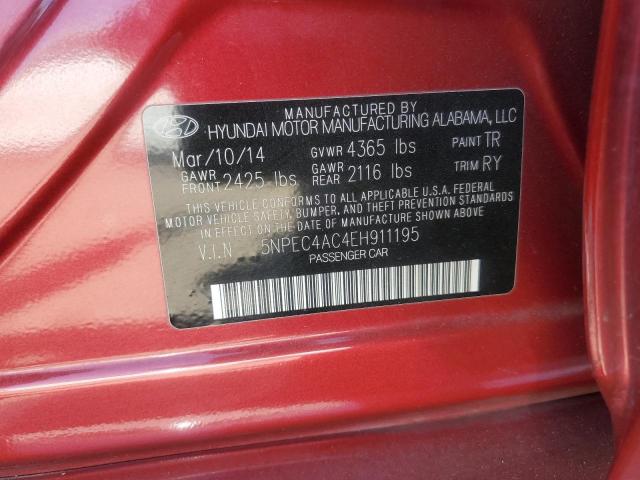 MANUFACTURED BY
HYUNDAI MOTOR MANUFACTURING ALABAMA, LLC
Mar/10/14 GVWR 4365 lbs PAINT TR
GAWR FRONT 2425 lbs GAWR REAR 2116 lbs TRIM RY
THIS VEHICLE CONFORMS TO ALL APPLICABLE U.S.A. FEDERAL
MOTOR VEHICLE SAFETY, BUMPER, AND THEFT PREVENTION STANDARDS
IN EFFECT ON THE DATE OF MANUFACTURE SHOWN ABOVE.
V.I.N 5NPEC4AC4EH911195
PASSENGER CAR